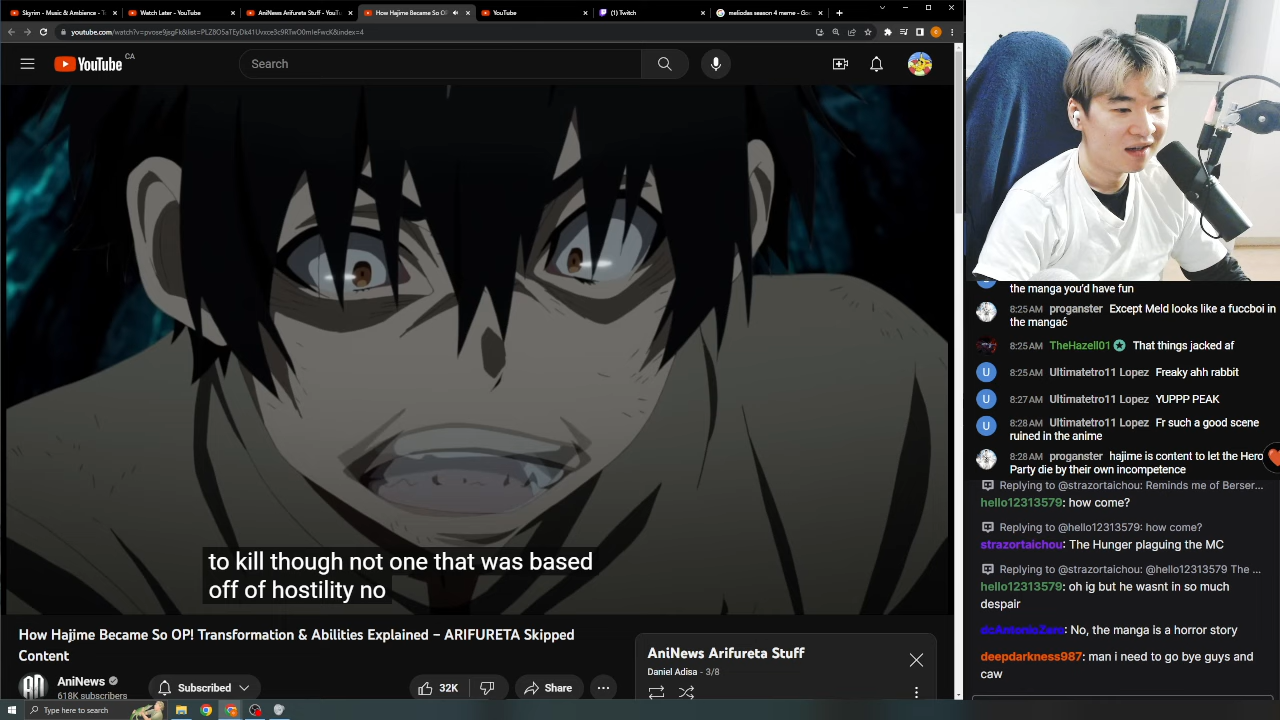 Skyrim - Music & Ambience - T
Watch Later - YouTube
AniNews Arifureta Stuff - YouT
How Hajime Became So OP
YouTube
(1) Twitch
meliodas season 4 meme - Goo
youtube.com/watch?v=pvose9jsgFk&list=PLZ8O5aTEyDk41Uvxce3c9RTwO0mIeFwcK&index=4
YouTube CA
Search
to kill though not one that was based
off of hostility no
How Hajime Became So OP! Transformation & Abilities Explained – ARIFURETA Skipped
Content
AniNews
618K subscribers
Subscribed
32K
Share
AniNews Arifureta Stuff
Daniel Adisa - 3/8
Type here to search
the manga you'd have fun
8:25 AM proganster Except Meld looks like a fuccboi in
the mangać
8:25 AM TheHazell01 That things jacked af
U 8:25 AM Ultimatetro11 Lopez Freaky ahh rabbit
U 8:27 AM Ultimatetro11 Lopez YUPPP PEAK
U 8:28 AM Ultimatetro11 Lopez Fr such a good scene
ruined in the anime
8:28 AM proganster hajime is content to let the Hero
Party die by their own incompetence
Replying to @strazortaichou: Reminds me of Berser...
hello12313579: how come?
Replying to @hello12313579: how come?
strazortaichou: The Hunger plaguing the MC
Replying to @strazortaichou: @hello12313579 The ...
hello12313579: oh ig but he wasnt in so much
despair
dcAntonioZero: No, the manga is a horror story
deepdarkness987: man i need to go bye guys and
caw